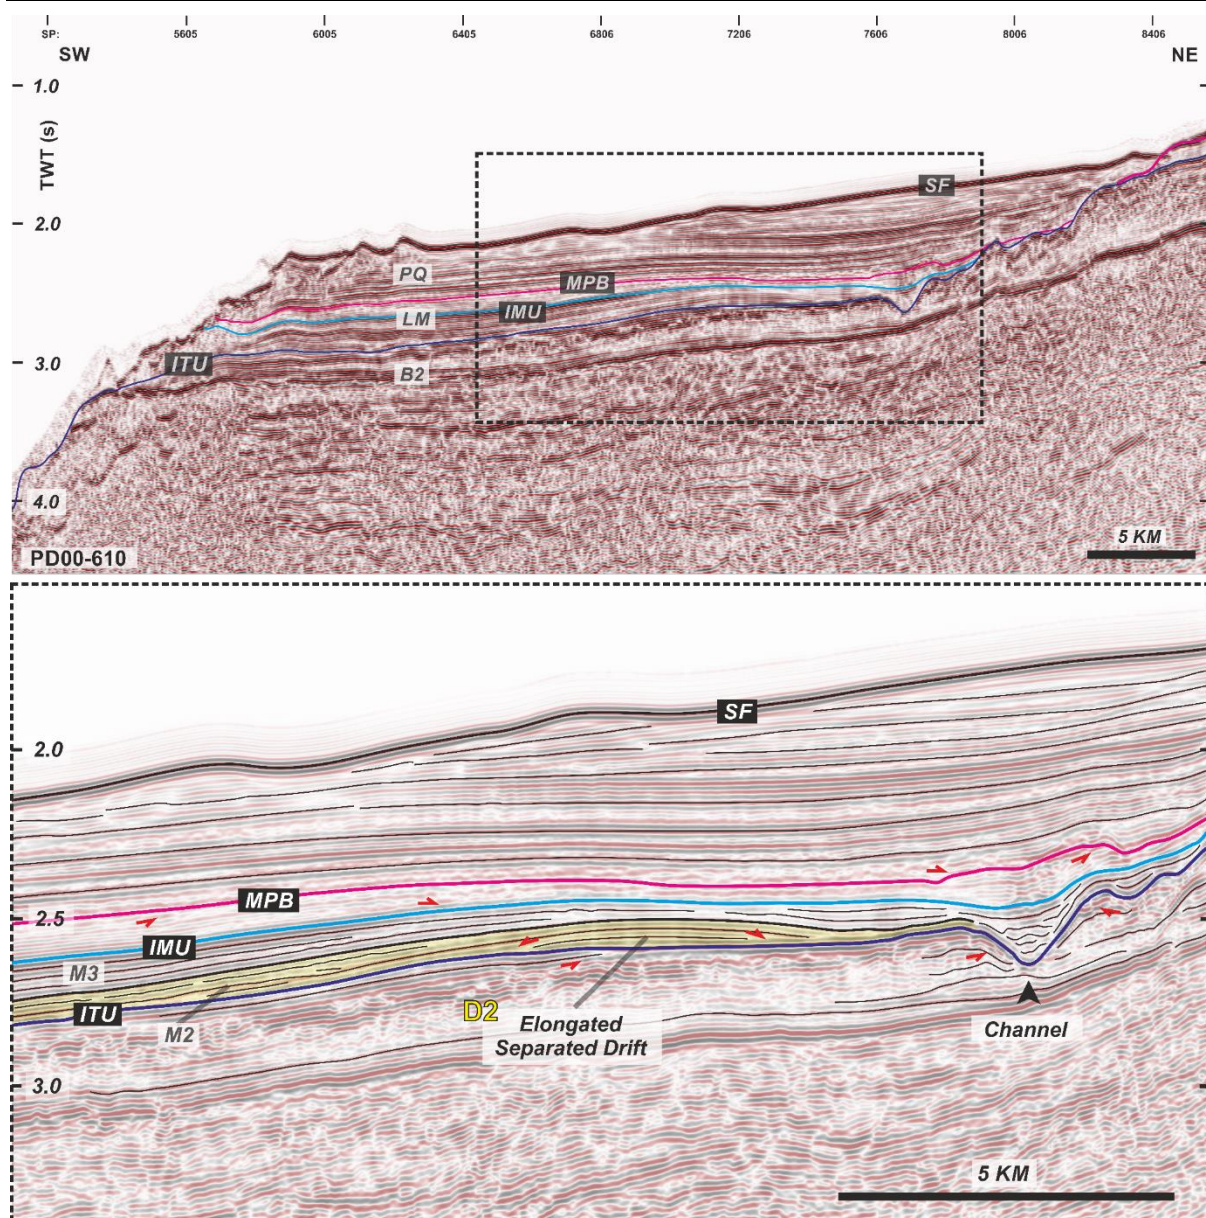 SP: 5605 6005 6405 6806 7206 7606 8006 8406
SW NE
1.0
TWT (s)
SF
2.0
PQ
MPB
LM IMU
ITU
3.0
B2
4.0
5 KM
PD00-610
SF
2.0
MPB
2.5
IMU
M3
ITU
D2
M2
Elongated
Separated Drift
Channel
3.0
5 KM